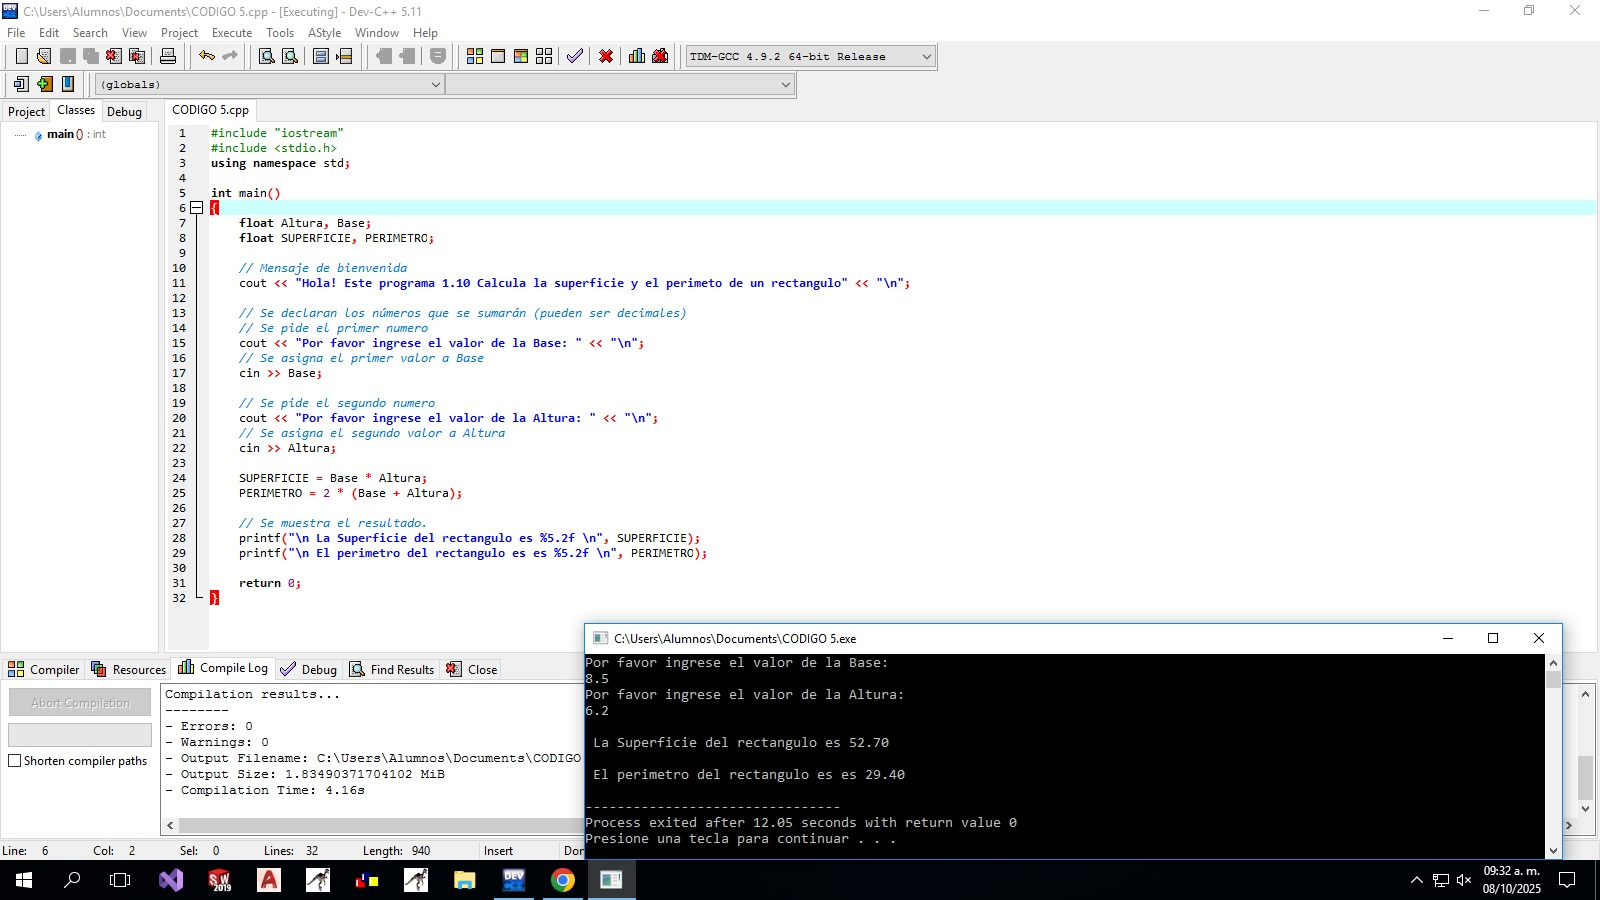 C:\Users\Alumnos\Documents\CODIGO 5.cpp - [Executing] - Dev-C++ 5.11
File Edit Search View Project Execute Tools AStyle Window Help
TDM-GCC 4.9.2 64-bit Release
(globals)
Project Classes Debug
main () : int
CODIGO 5.cpp
1 #include "iostream"
2 #include <stdio.h>
3 using namespace std;
4
5 int main()
6 {
7 float Altura, Base;
8 float SUPERFICIE, PERIMETRO;
9
10 // Mensaje de bienvenida
11 cout << "Hola! Este programa 1.10 Calcula la superficie y el perimeto de un rectangulo" << "\n";
12
13 // Se declaran los números que se sumarán (pueden ser decimales)
14 // Se pide el primer numero
15 cout << "Por favor ingrese el valor de la Base: " << "\n";
16 // Se asigna el primer valor a Base
17 cin >> Base;
18
19 // Se pide el segundo numero
20 cout << "Por favor ingrese el valor de la Altura: " << "\n";
21 // Se asigna el segundo valor a Altura
22 cin >> Altura;
23
24 SUPERFICIE = Base * Altura;
25 PERIMETRO = 2 * (Base + Altura);
26
27 // Se muestra el resultado.
28 printf("\n La Superficie del rectangulo es %5.2f \n", SUPERFICIE);
29 printf("\n El perimetro del rectangulo es es %5.2f \n", PERIMETRO);
30
31 return 0;
32 }
Compiler Resources Compile Log Debug Find Results Close
Abort Compilation
Shorten compiler paths
Compilation results...
--------
- Errors: 0
- Warnings: 0
- Output Filename: C:\Users\Alumnos\Documents\CODIGO
- Output Size: 1.83490371704102 MiB
- Compilation Time: 4.16s
C:\Users\Alumnos\Documents\CODIGO 5.exe
Por favor ingrese el valor de la Base:
8.5
Por favor ingrese el valor de la Altura:
6.2
La Superficie del rectangulo es 52.70
El perimetro del rectangulo es es 29.40
--------------------------------
Process exited after 12.05 seconds with return value 0
Presione una tecla para continuar . . .
Line: 6 Col: 2 Sel: 0 Lines: 32 Length: 940 Insert Don
SW 2019
DEV
09:32 a. m.
08/10/2025